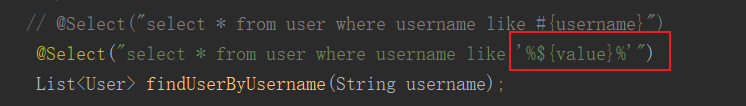 // @Select("select * from user where username like #{username}")
@Select("select * from user where username like '%${value}%'")
List<User> findUserByUsername(String username);